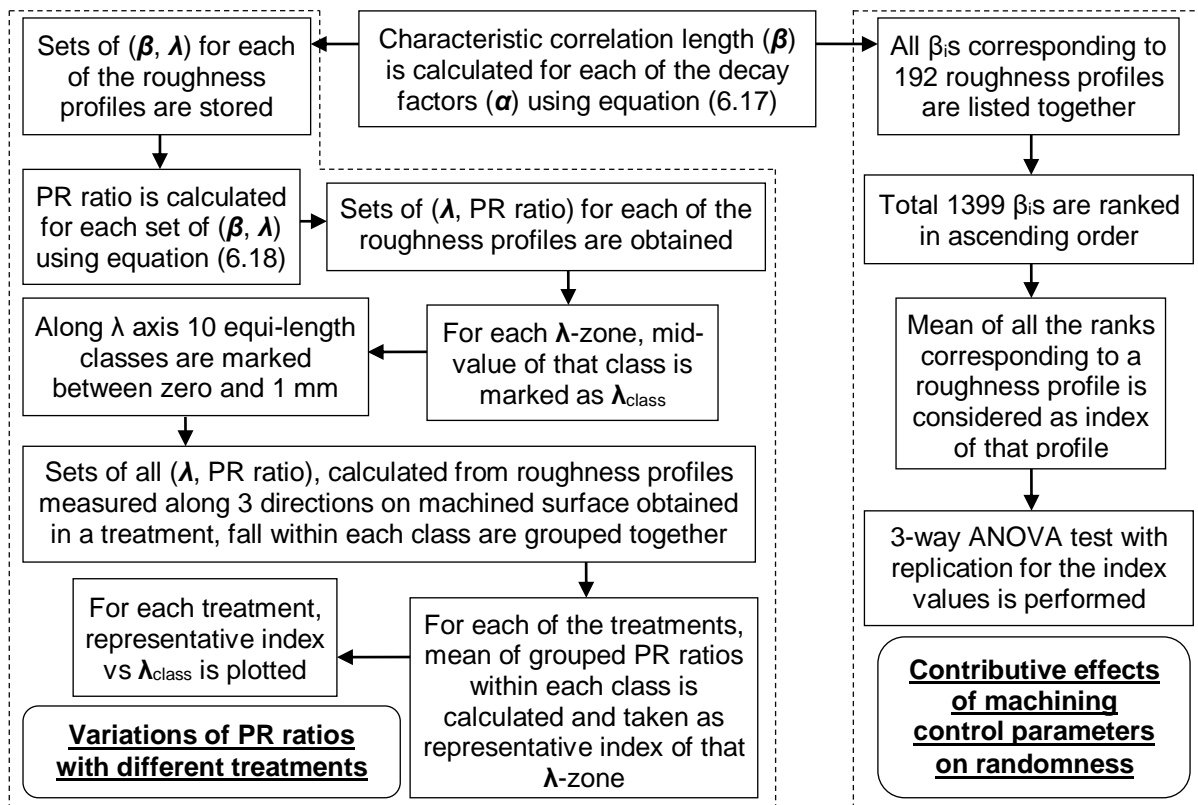 Sets of (β, λ) for each
of the roughness
profiles are stored
Characteristic correlation length (β)
is calculated for each of the decay
factors (α) using equation (6.17)
All βᵢs corresponding to
192 roughness profiles
are listed together
PR ratio is calculated
for each set of (β, λ)
using equation (6.18)
Sets of (λ, PR ratio) for each of the
roughness profiles are obtained
Total 1399 βᵢs are ranked
in ascending order
Along λ axis 10 equi-length
classes are marked
between zero and 1 mm
For each λ-zone, mid-
value of that class is
marked as λclass
Mean of all the ranks
corresponding to a
roughness profile is
considered as index
of that profile
Sets of all (λ, PR ratio), calculated from roughness profiles
measured along 3 directions on machined surface obtained
in a treatment, fall within each class are grouped together
3-way ANOVA test with
replication for the index
values is performed
For each treatment,
representative index
vs λclass is plotted
For each of the treatments,
mean of grouped PR ratios
within each class is
calculated and taken as
representative index of that
λ-zone
Variations of PR ratios
with different treatments
Contributive effects
of machining
control parameters
on randomness